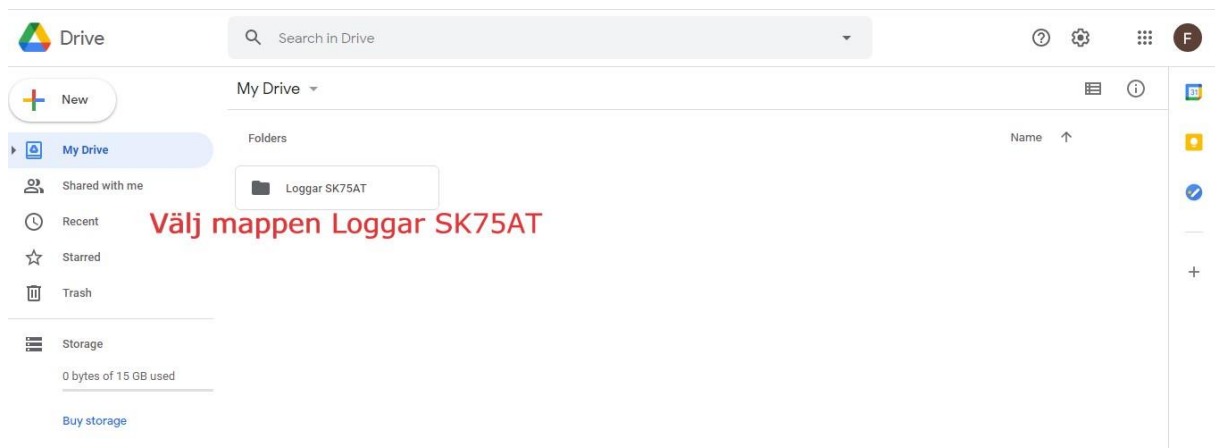 Drive
Search in Drive
F
New
My Drive
31
Folders
Name
My Drive
Shared with me
Loggar SK75AT
Recent
Välj mappen Loggar SK75AT
Starred
Trash
Storage
0 bytes of 15 GB used
Buy storage